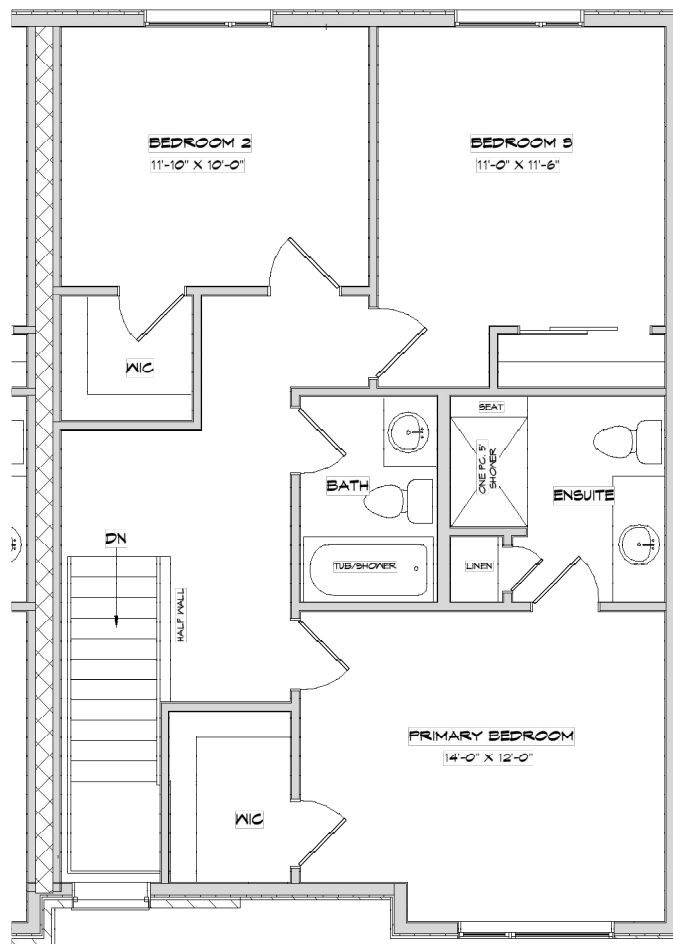 BEDROOM 2
11'-10" X 10'-0"
BEDROOM 3
11'-0" X 11'-6"
WIC
SEAT
ONE PC. 5'
SHOWER
BATH
ENSUITE
DN
TUB/SHOWER
LINEN
HALF WALL
PRIMARY BEDROOM
14'-0" X 12'-0"
WIC